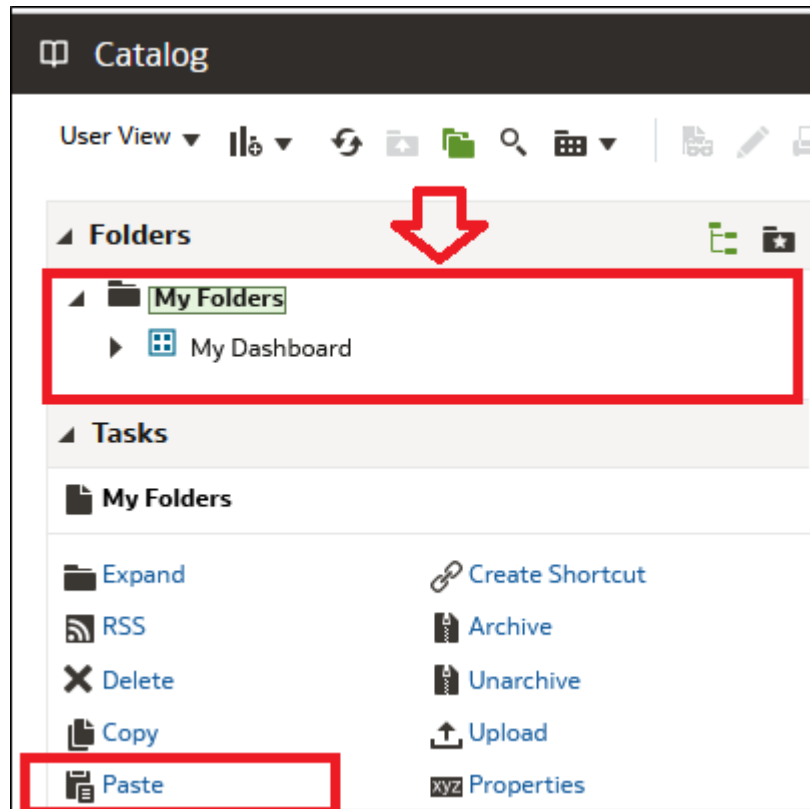 Catalog
User View
Folders
My Folders
My Dashboard
Tasks
My Folders
Expand
Create Shortcut
RSS
Archive
Delete
Unarchive
Copy
Upload
Paste
xyz Properties